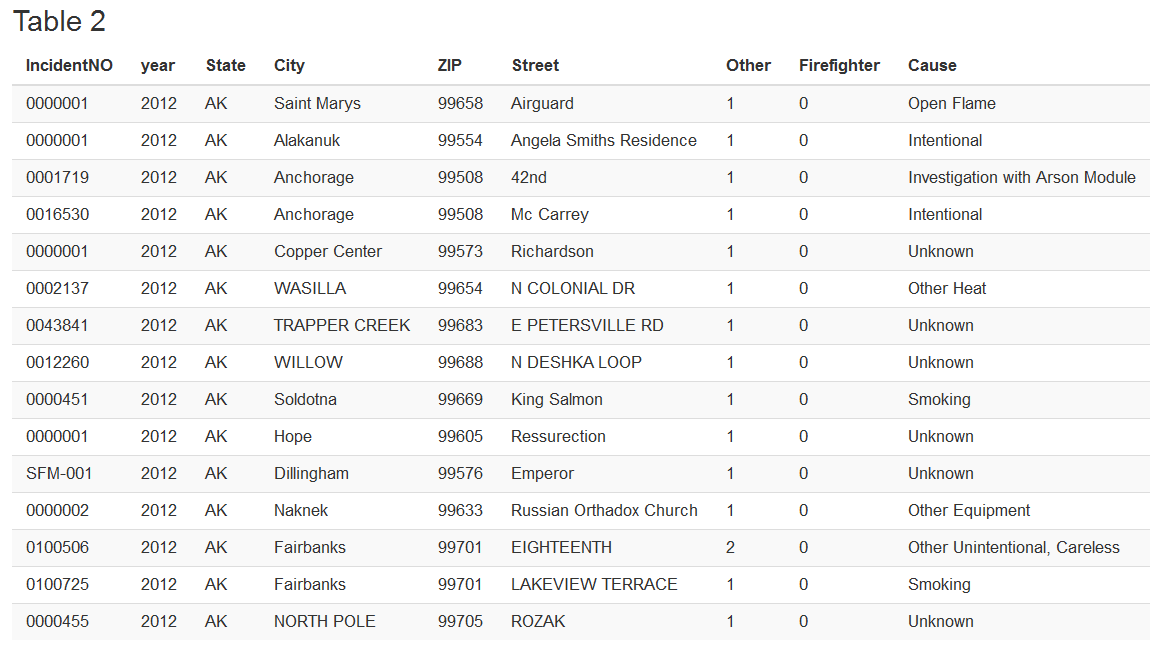 Table 2
IncidentNO year State City ZIP Street Other Firefighter Cause
0000001 2012 AK Saint Marys 99658 Airguard 1 0 Open Flame
0000001 2012 AK Alakanuk 99554 Angela Smiths Residence 1 0 Intentional
0001719 2012 AK Anchorage 99508 42nd 1 0 Investigation with Arson Module
0016530 2012 AK Anchorage 99508 Mc Carrey 1 0 Intentional
0000001 2012 AK Copper Center 99573 Richardson 1 0 Unknown
0002137 2012 AK WASILLA 99654 N COLONIAL DR 1 0 Other Heat
0043841 2012 AK TRAPPER CREEK 99683 E PETERSVILLE RD 1 0 Unknown
0012260 2012 AK WILLOW 99688 N DESHKA LOOP 1 0 Unknown
0000451 2012 AK Soldotna 99669 King Salmon 1 0 Smoking
0000001 2012 AK Hope 99605 Ressurection 1 0 Unknown
SFM-001 2012 AK Dillingham 99576 Emperor 1 0 Unknown
0000002 2012 AK Naknek 99633 Russian Orthadox Church 1 0 Other Equipment
0100506 2012 AK Fairbanks 99701 EIGHTEENTH 2 0 Other Unintentional, Careless
0100725 2012 AK Fairbanks 99701 LAKEVIEW TERRACE 1 0 Smoking
0000455 2012 AK NORTH POLE 99705 ROZAK 1 0 Unknown